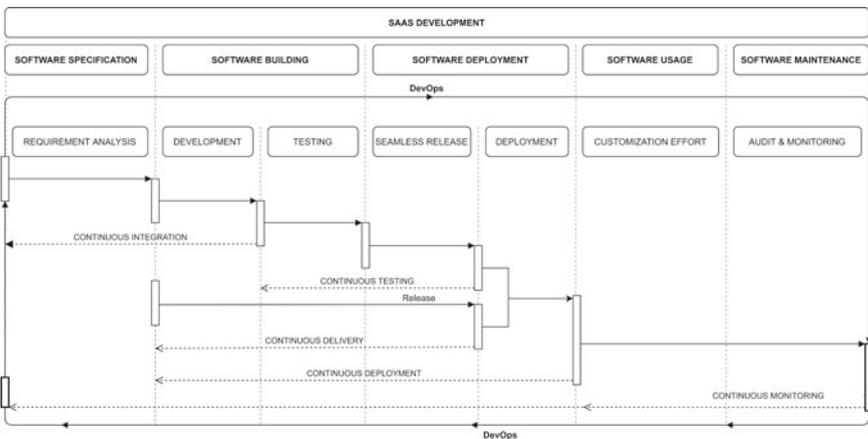 SAAS DEVELOPMENT
SOFTWARE SPECIFICATION
SOFTWARE BUILDING
SOFTWARE DEPLOYMENT
SOFTWARE USAGE
SOFTWARE MAINTENANCE
DevOps
REQUIREMENT ANALYSIS
DEVELOPMENT
TESTING
SEAMLESS RELEASE
DEPLOYMENT
CUSTOMIZATION EFFORT
AUDIT & MONITORING
CONTINUOUS INTEGRATION
CONTINUOUS TESTING
Release
CONTINUOUS DELIVERY
CONTINUOUS DEPLOYMENT
CONTINUOUS MONITORING
DevOps